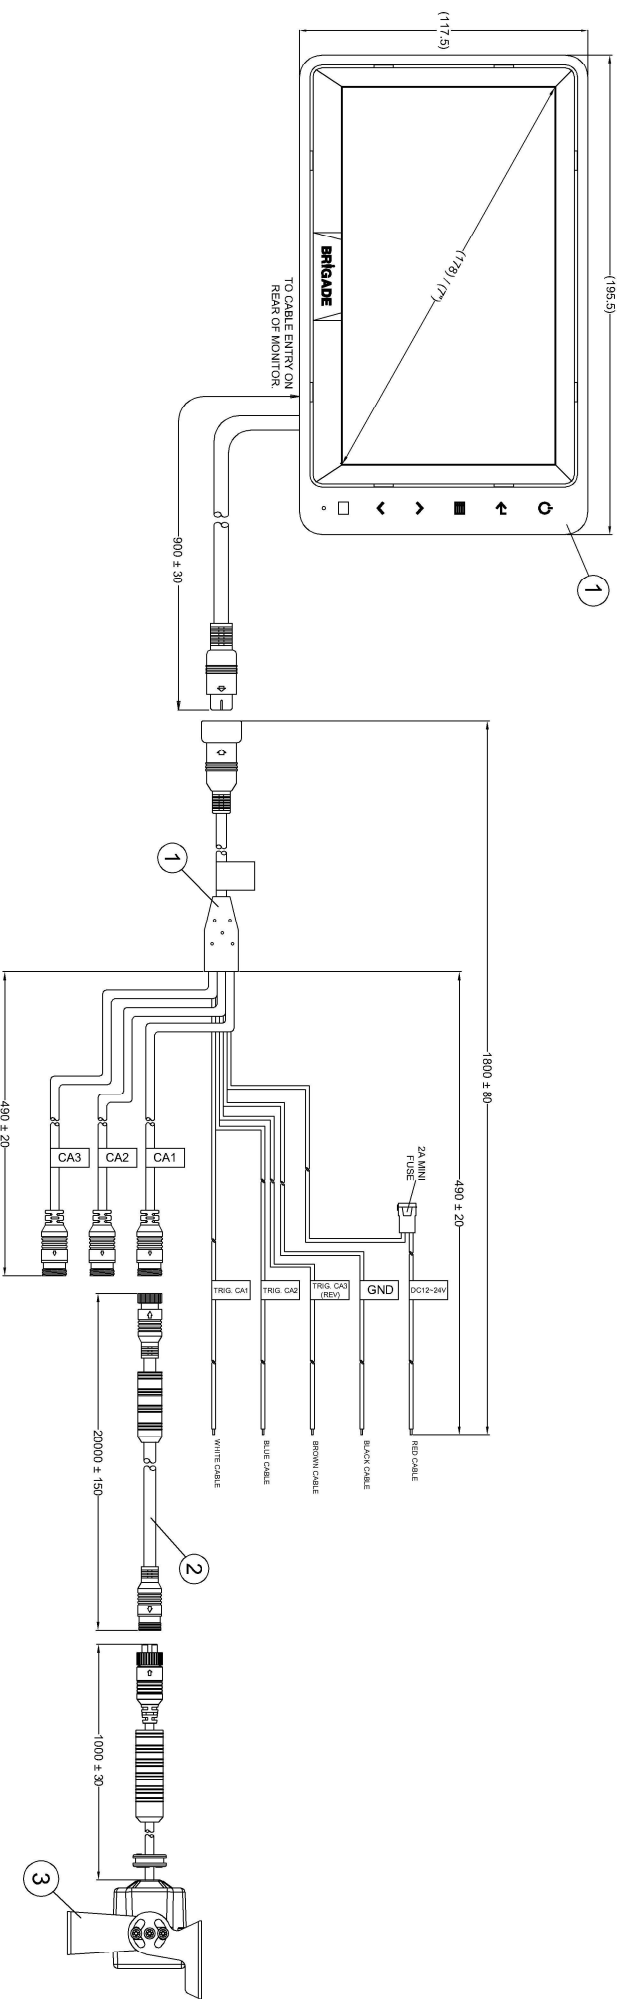 (117.5)
(195.5)
(178) / (7")
BRIGADE
1
TO CABLE ENTRY ON
REAR OF MONITOR.
900 ± 30
1
1800 ± 80
490 ± 20
490 ± 20
2A MINI
FUSE
DC12~24V
GND
TRIG. CA3
(REV)
TRIG. CA2
TRIG. CA1
RED CABLE
BLACK CABLE
BROWN CABLE
BLUE CABLE
WHITE CABLE
CA1
CA2
CA3
20000 ± 150
2
1000 ± 30
3